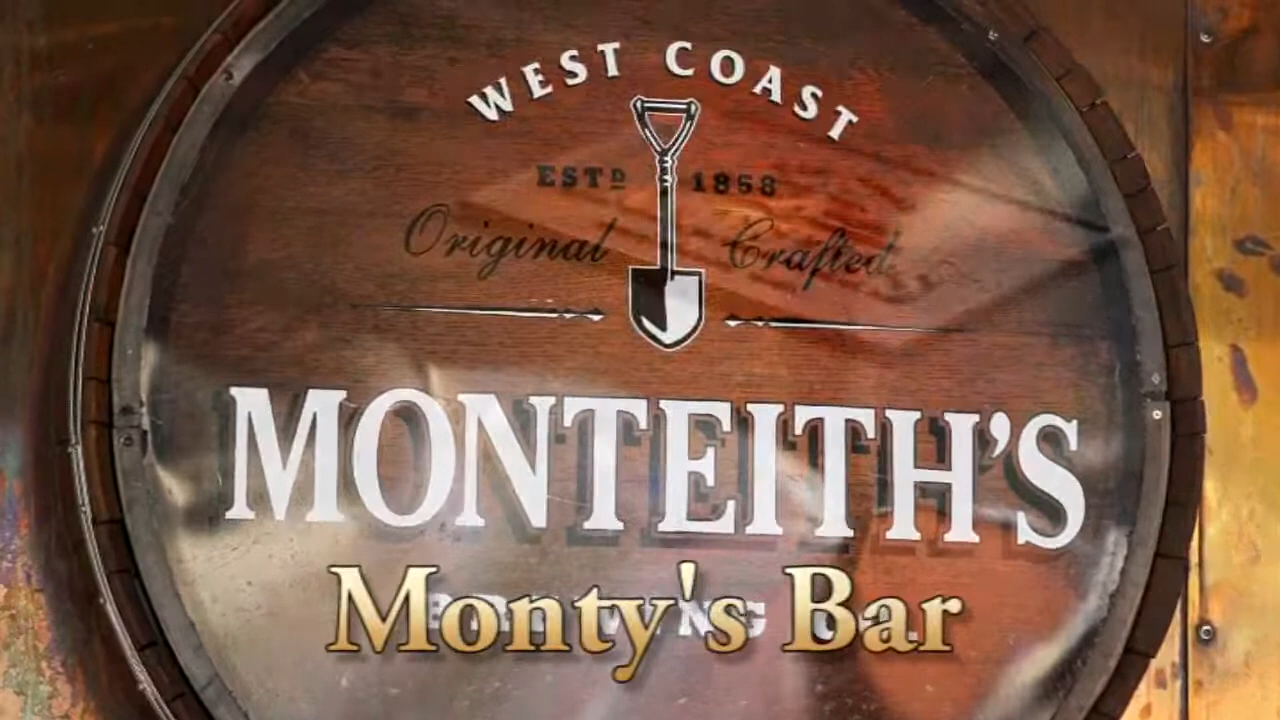 WEST COAST
ESTD 1858
Original Crafted
MONTEITH'S
Monty's Bar